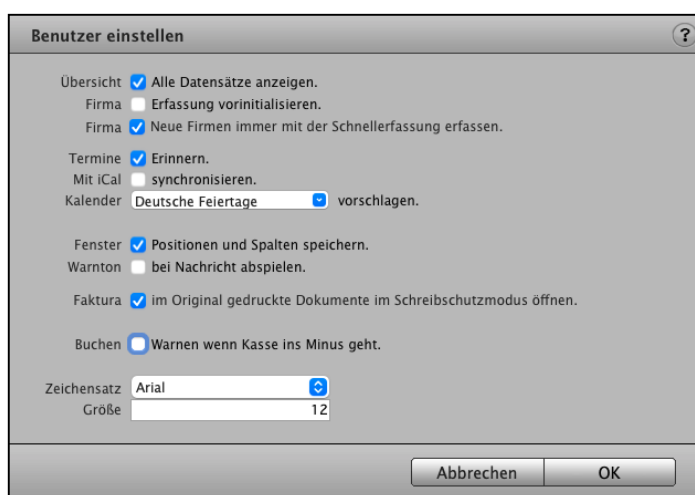 Benutzer einstellen ?
Übersicht Alle Datensätze anzeigen.
Firma Erfassung vorinitialisieren.
Firma Neue Firmen immer mit der Schnellerfassung erfassen.
Termine Erinnern.
Mit iCal synchronisieren.
Kalender Deutsche Feiertage vorschlagen.
Fenster Positionen und Spalten speichern.
Warnton bei Nachricht abspielen.
Faktura im Original gedruckte Dokumente im Schreibschutzmodus öffnen.
Buchen Warnen wenn Kasse ins Minus geht.
Zeichensatz Arial
Größe 12
Abbrechen OK